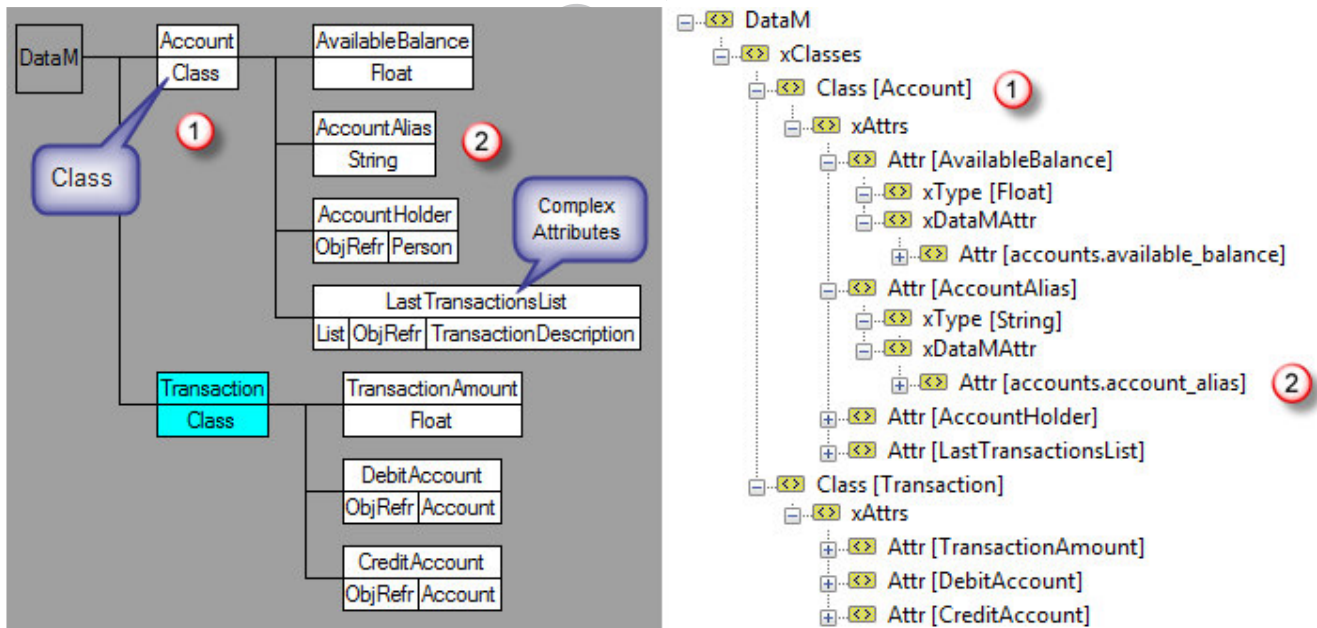 DataM
Account
Class
1
Class
AvailableBalance
Float
AccountAlias
String
2
AccountHolder
ObjRefr Person
Complex
Attributes
LastTransactionsList
List ObjRefr TransactionDescription
Transaction
Class
TransactionAmount
Float
DebitAccount
ObjRefr Account
CreditAccount
ObjRefr Account
DataM
xClasses
Class [Account] 1
xAttrs
Attr [AvailableBalance]
xType [Float]
xDataMAttr
Attr [accounts.available_balance]
Attr [AccountAlias]
xType [String]
xDataMAttr
Attr [accounts.account_alias] 2
Attr [AccountHolder]
Attr [LastTransactionsList]
Class [Transaction]
xAttrs
Attr [TransactionAmount]
Attr [DebitAccount]
Attr [CreditAccount]